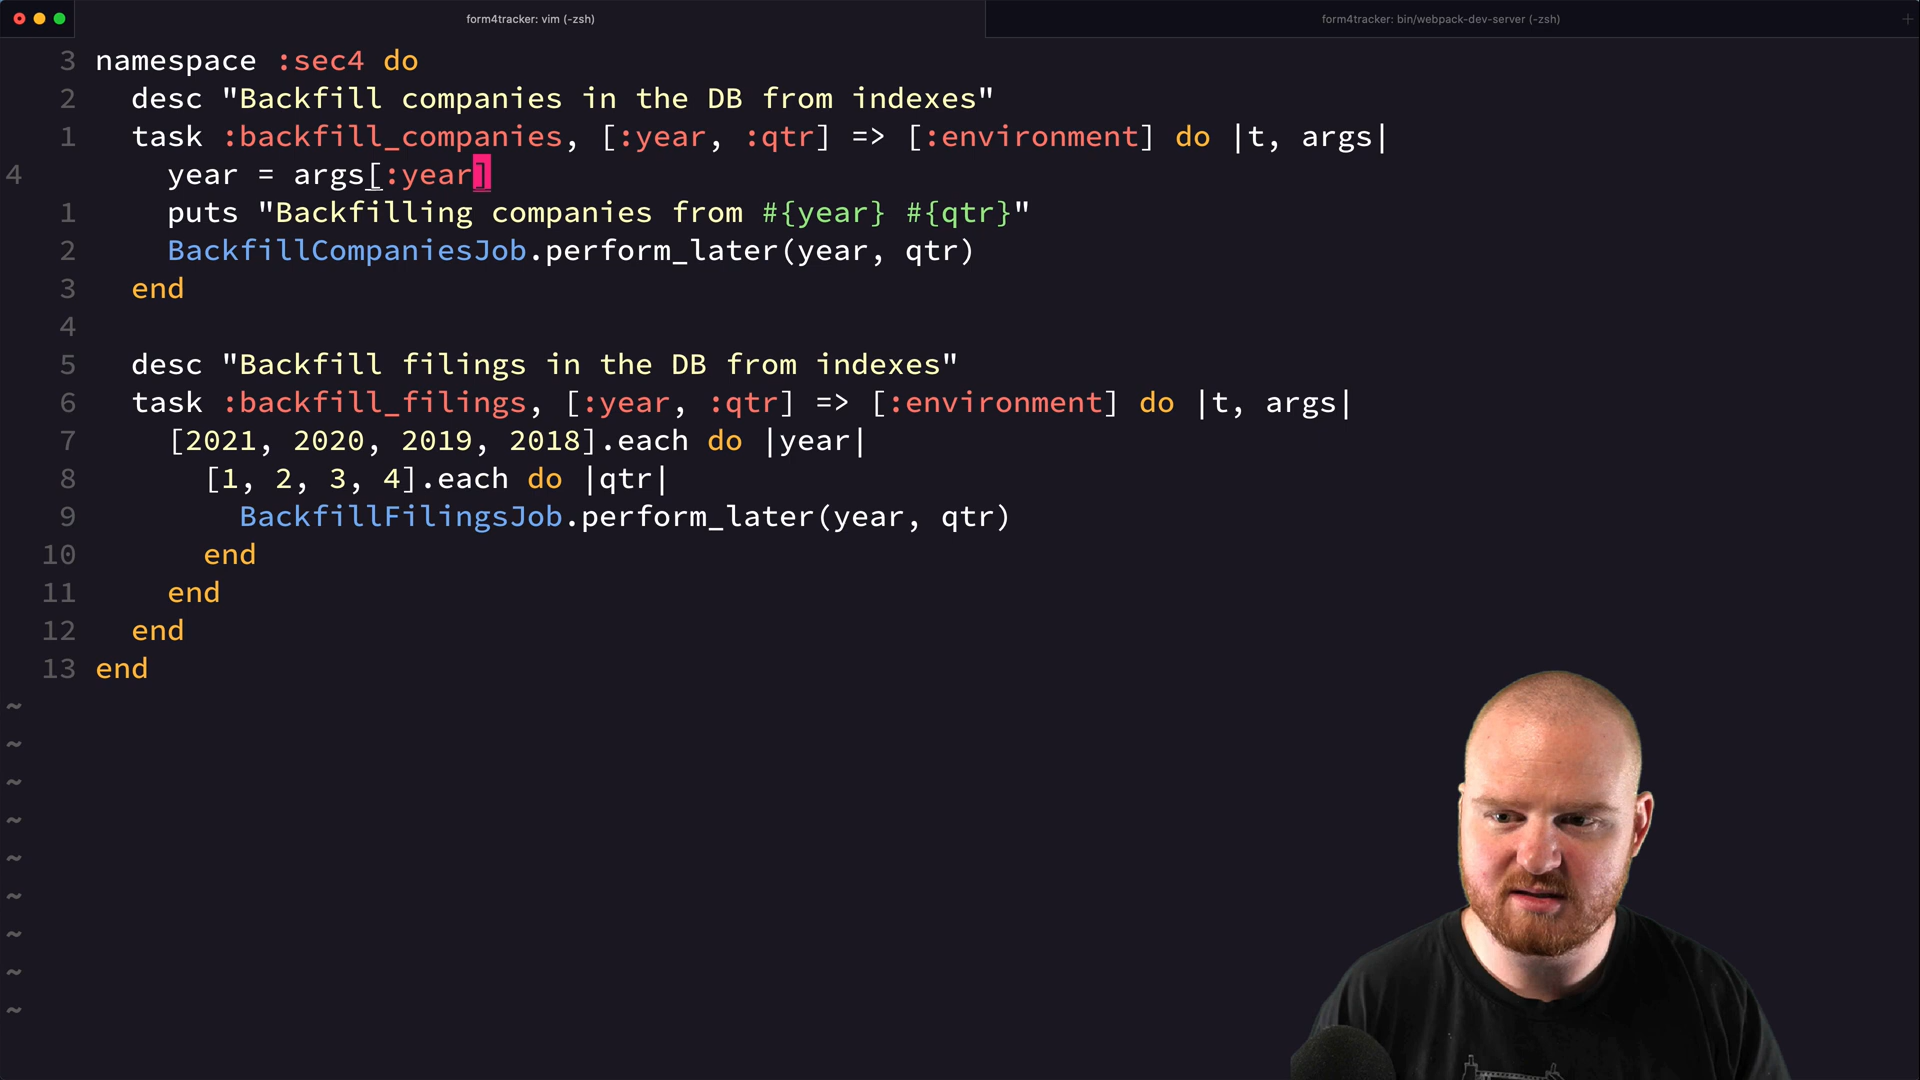 form4tracker: vim (-zsh)
form4tracker: bin/webpack-dev-server (-zsh)
+
3 namespace :sec4 do
2 desc "Backfill companies in the DB from indexes"
1 task :backfill_companies, [:year, :qtr] => [:environment] do |t, args|
4 year = args[:year]
1 puts "Backfilling companies from #{year} #{qtr}"
2 BackfillCompaniesJob.perform_later(year, qtr)
3 end
4
5 desc "Backfill filings in the DB from indexes"
6 task :backfill_filings, [:year, :qtr] => [:environment] do |t, args|
7 [2021, 2020, 2019, 2018].each do |year|
8 [1, 2, 3, 4].each do |qtr|
9 BackfillFilingsJob.perform_later(year, qtr)
10 end
11 end
12 end
13 end
~
~
~
~
~
~
~
~
~